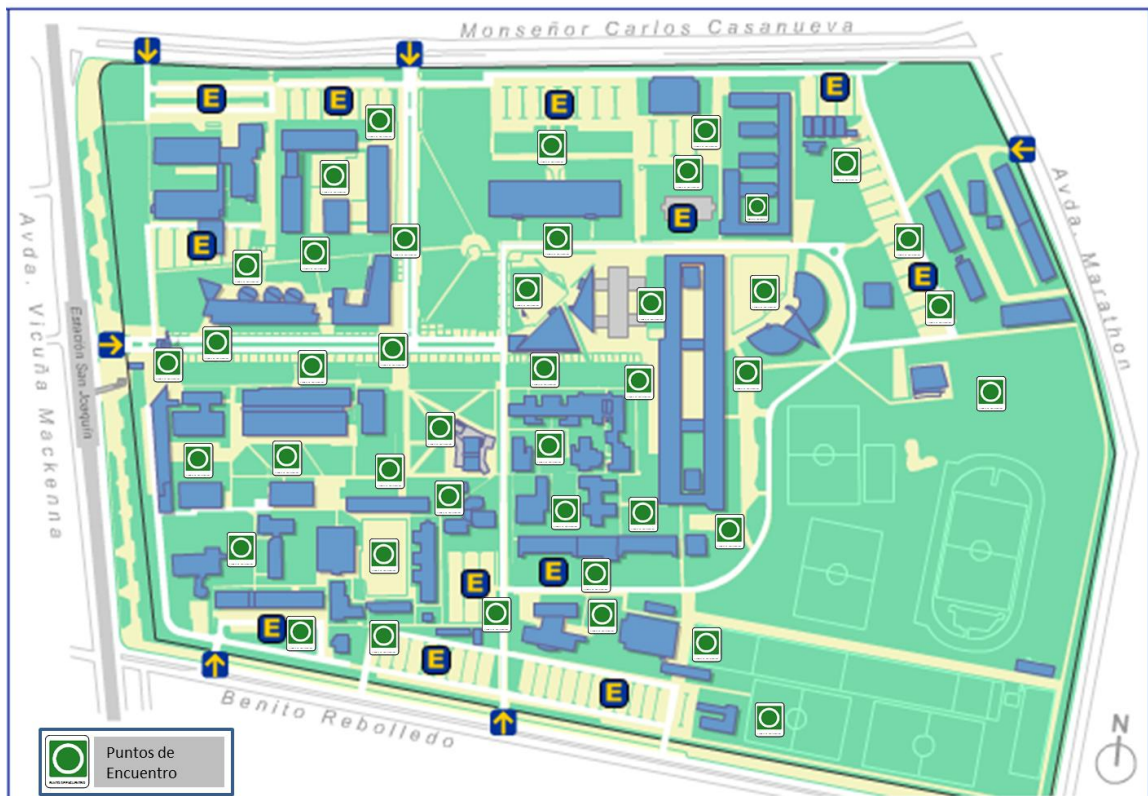 Monseñor Carlos Casanueva
E
E
E
E
E
E
E
Avda. Marathon
Avda. Vicuña Mackenna
Estación San Joaquín
E
E
E
E
E
Benito Rebolledo
N
Puntos de
Encuentro